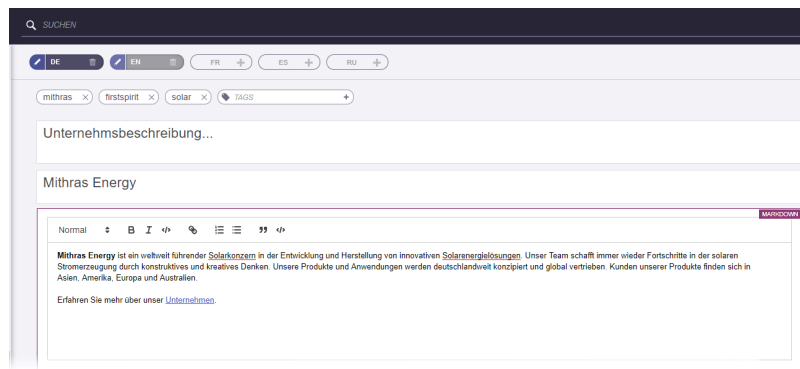 SUCHEN
DE EN FR + ES + RU +
mithras × firstspirit × solar × TAGS +
Unternehmsbeschreibung...
Mithras Energy
MARKDOWN
Normal B I </> ❞ </>
Mithras Energy ist ein weltweit führender Solarkonzern in der Entwicklung und Herstellung von innovativen Solarenergielösungen. Unser Team schafft immer wieder Fortschritte in der solaren
Stromerzeugung durch konstruktives und kreatives Denken. Unsere Produkte und Anwendungen werden deutschlandweit konzipiert und global vertrieben. Kunden unserer Produkte finden sich in
Asien, Amerika, Europa und Australien.
Erfahren Sie mehr über unser Unternehmen.